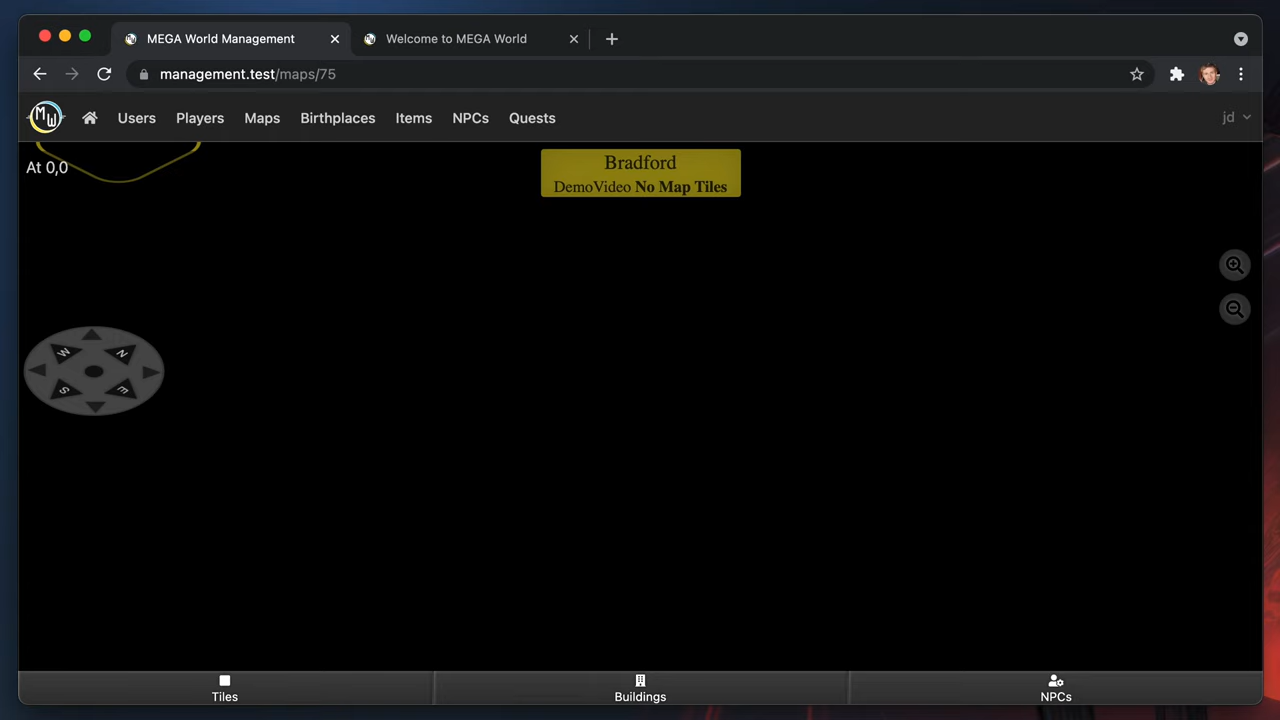 MEGA World Management
Welcome to MEGA World
management.test/maps/75
MW
Users
Players
Maps
Birthplaces
Items
NPCs
Quests
jd
At 0,0
Bradford
DemoVideo No Map Tiles
W
N
S
E
Tiles
Buildings
NPCs